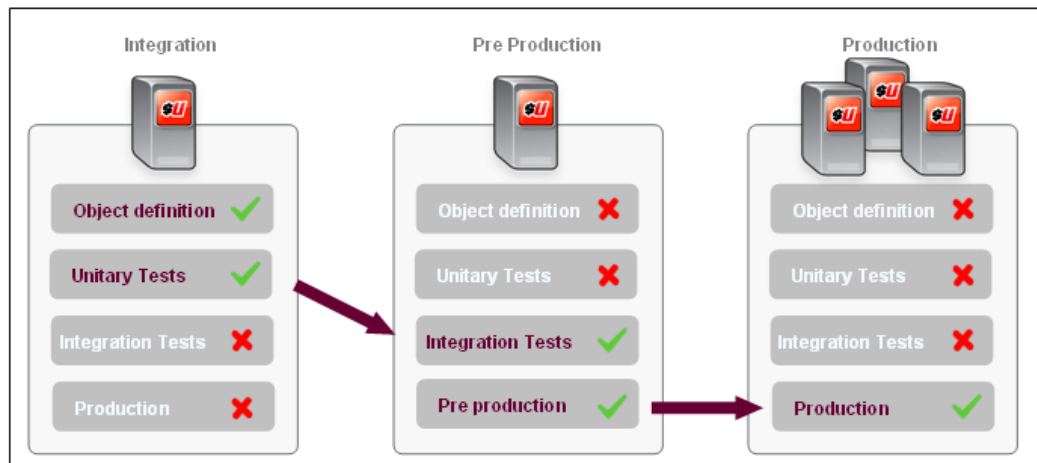 Integration
Pre Production
Production
$U
$U
$U
$U
$U
Object definition
Unitary Tests
Integration Tests
Production
Object definition
Unitary Tests
Integration Tests
Pre production
Object definition
Unitary Tests
Integration Tests
Production